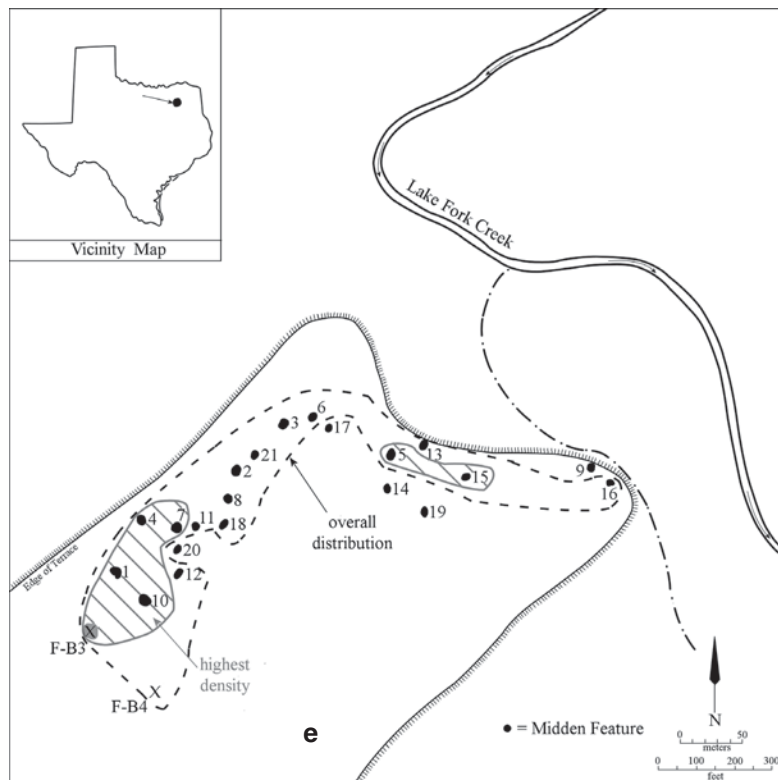 Vicinity Map
Lake Fork Creek
6
3
17
21
2
5
13
9
15
16
14
8
19
overall
distribution
4
7
11
18
20
Edge of Terrace
1
12
10
X
F-B3
highest
density
X
F-B4
e
● = Midden Feature
N
0 50
meters
0 300
feet